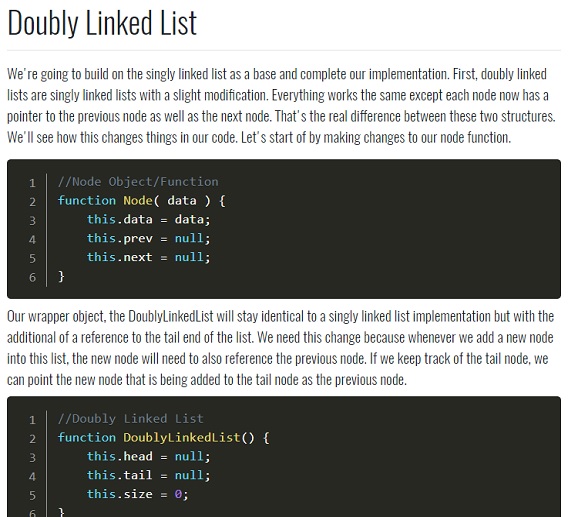 Doubly Linked List
We're going to build on the singly linked list as a base and complete our implementation. First, doubly linked
lists are singly linked lists with a slight modification. Everything works the same except each node now has a
pointer to the previous node as well as the next node. That's the real difference between these two structures.
We'll see how this changes things in our code. Let's start of by making changes to our node function.
1 //Node Object/Function
2 function Node( data ) {
3 this.data = data;
4 this.prev = null;
5 this.next = null;
6 }
Our wrapper object, the DoublyLinkedList will stay identical to a singly linked list implementation but with the
additional of a reference to the tail end of the list. We need this change because whenever we add a new node
into this list, the new node will need to also reference the previous node. If we keep track of the tail node, we
can point the new node that is being added to the tail node as the previous node.
1 //Doubly Linked List
2 function DoublyLinkedList() {
3 this.head = null;
4 this.tail = null;
5 this.size = 0;
6 }